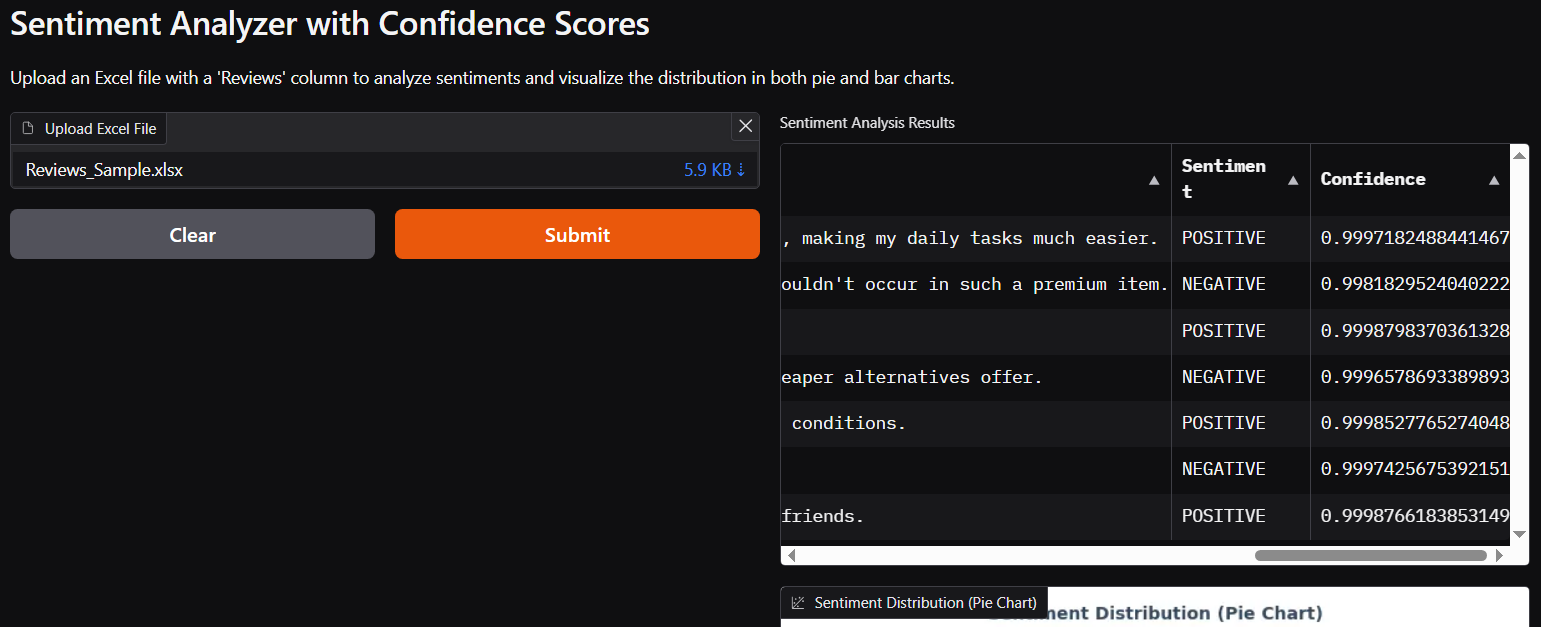 Sentiment Analyzer with Confidence Scores
Upload an Excel file with a 'Reviews' column to analyze sentiments and visualize the distribution in both pie and bar charts.
Upload Excel File
Reviews_Sample.xlsx 5.9 KB ↓
Clear Submit
Sentiment Analysis Results
▲ Sentimen
t ▲ Confidence ▲
, making my daily tasks much easier. POSITIVE 0.9997182488441467
ouldn't occur in such a premium item. NEGATIVE 0.9981829524040222
POSITIVE 0.9998798370361328
eaper alternatives offer. NEGATIVE 0.9996578693389893
conditions. POSITIVE 0.9998527765274048
NEGATIVE 0.9997425675392151
friends. POSITIVE 0.9998766183853149
Sentiment Distribution (Pie Chart)
ment Distribution (Pie Chart)